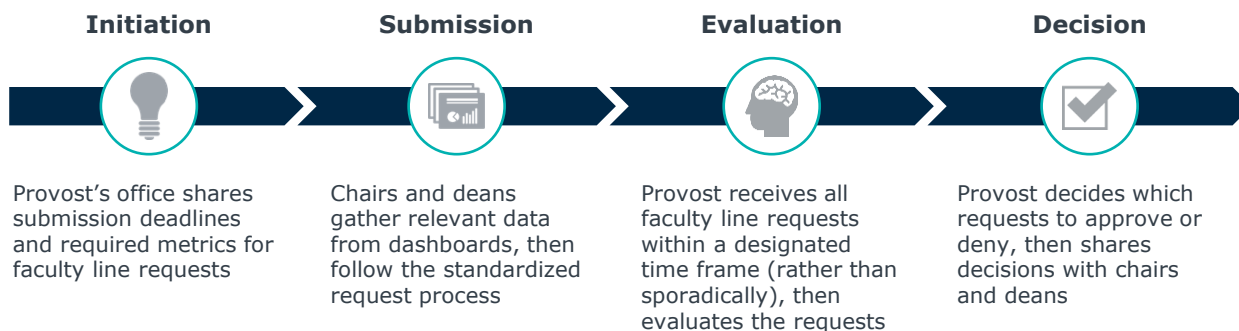 Initiation
Submission
Evaluation
Decision
Provost’s office shares
submission deadlines
and required metrics for
faculty line requests
Chairs and deans
gather relevant data
from dashboards, then
follow the standardized
request process
Provost receives all
faculty line requests
within a designated
time frame (rather than
sporadically), then
evaluates the requests
Provost decides which
requests to approve or
deny, then shares
decisions with chairs
and deans